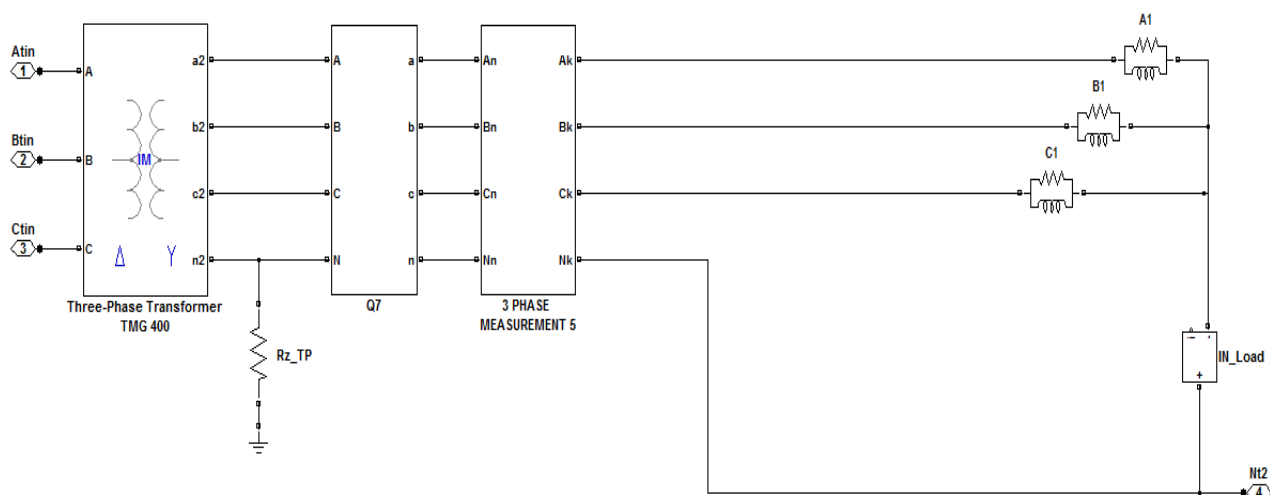 A1
Atin
1
A
a2
A
a
An
Ak
B1
Btin
2
B
IM
b2
B
b
Bn
Bk
C1
c2
C
c
Cn
Ck
Ctin
3
C
Δ
Y
n2
N
n
Nn
Nk
Three-Phase Transformer
TMG 400
Q7
3 PHASE
MEASUREMENT 5
Rz_TP
i
-
+
IN_Load
Nt2
4